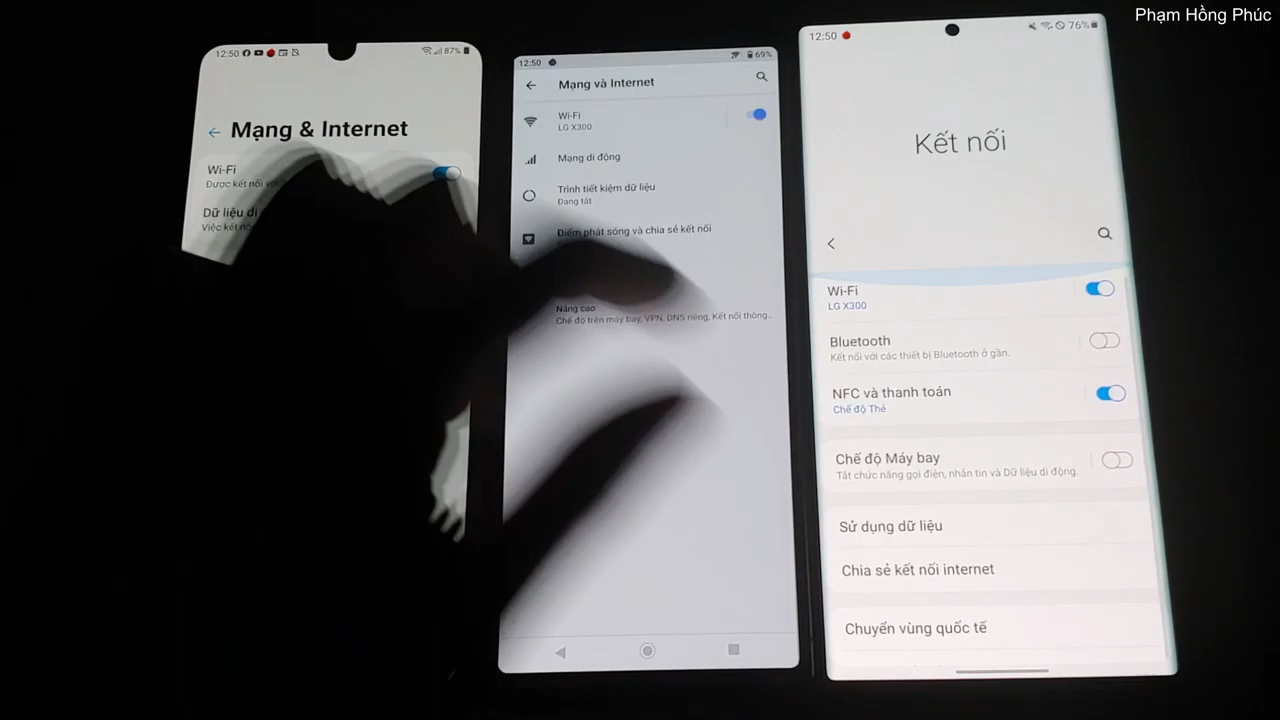 Phạm Hồng Phúc
12:50
87%
Mạng & Internet
Wi-Fi
Được kết nối
Dữ liệu di
Việc kết
12:50
69%
Mạng và Internet
Wi-Fi
LG X300
Mạng di động
Trình tiết kiệm dữ liệu
Đang tắt
Điểm phát sóng và chia sẻ kết nối
Nâng cao
Chế độ trên máy bay, VPN, DNS riêng, Kết nối thông..
12:50
76%
Kết nối
Wi-Fi
LG X300
Bluetooth
Kết nối với các thiết bị Bluetooth ở gần.
NFC và thanh toán
Chế độ Thẻ
Chế độ Máy bay
Tắt chức năng gọi điện, nhắn tin và Dữ liệu di động.
Sử dụng dữ liệu
Chia sẻ kết nối internet
Chuyển vùng quốc tế